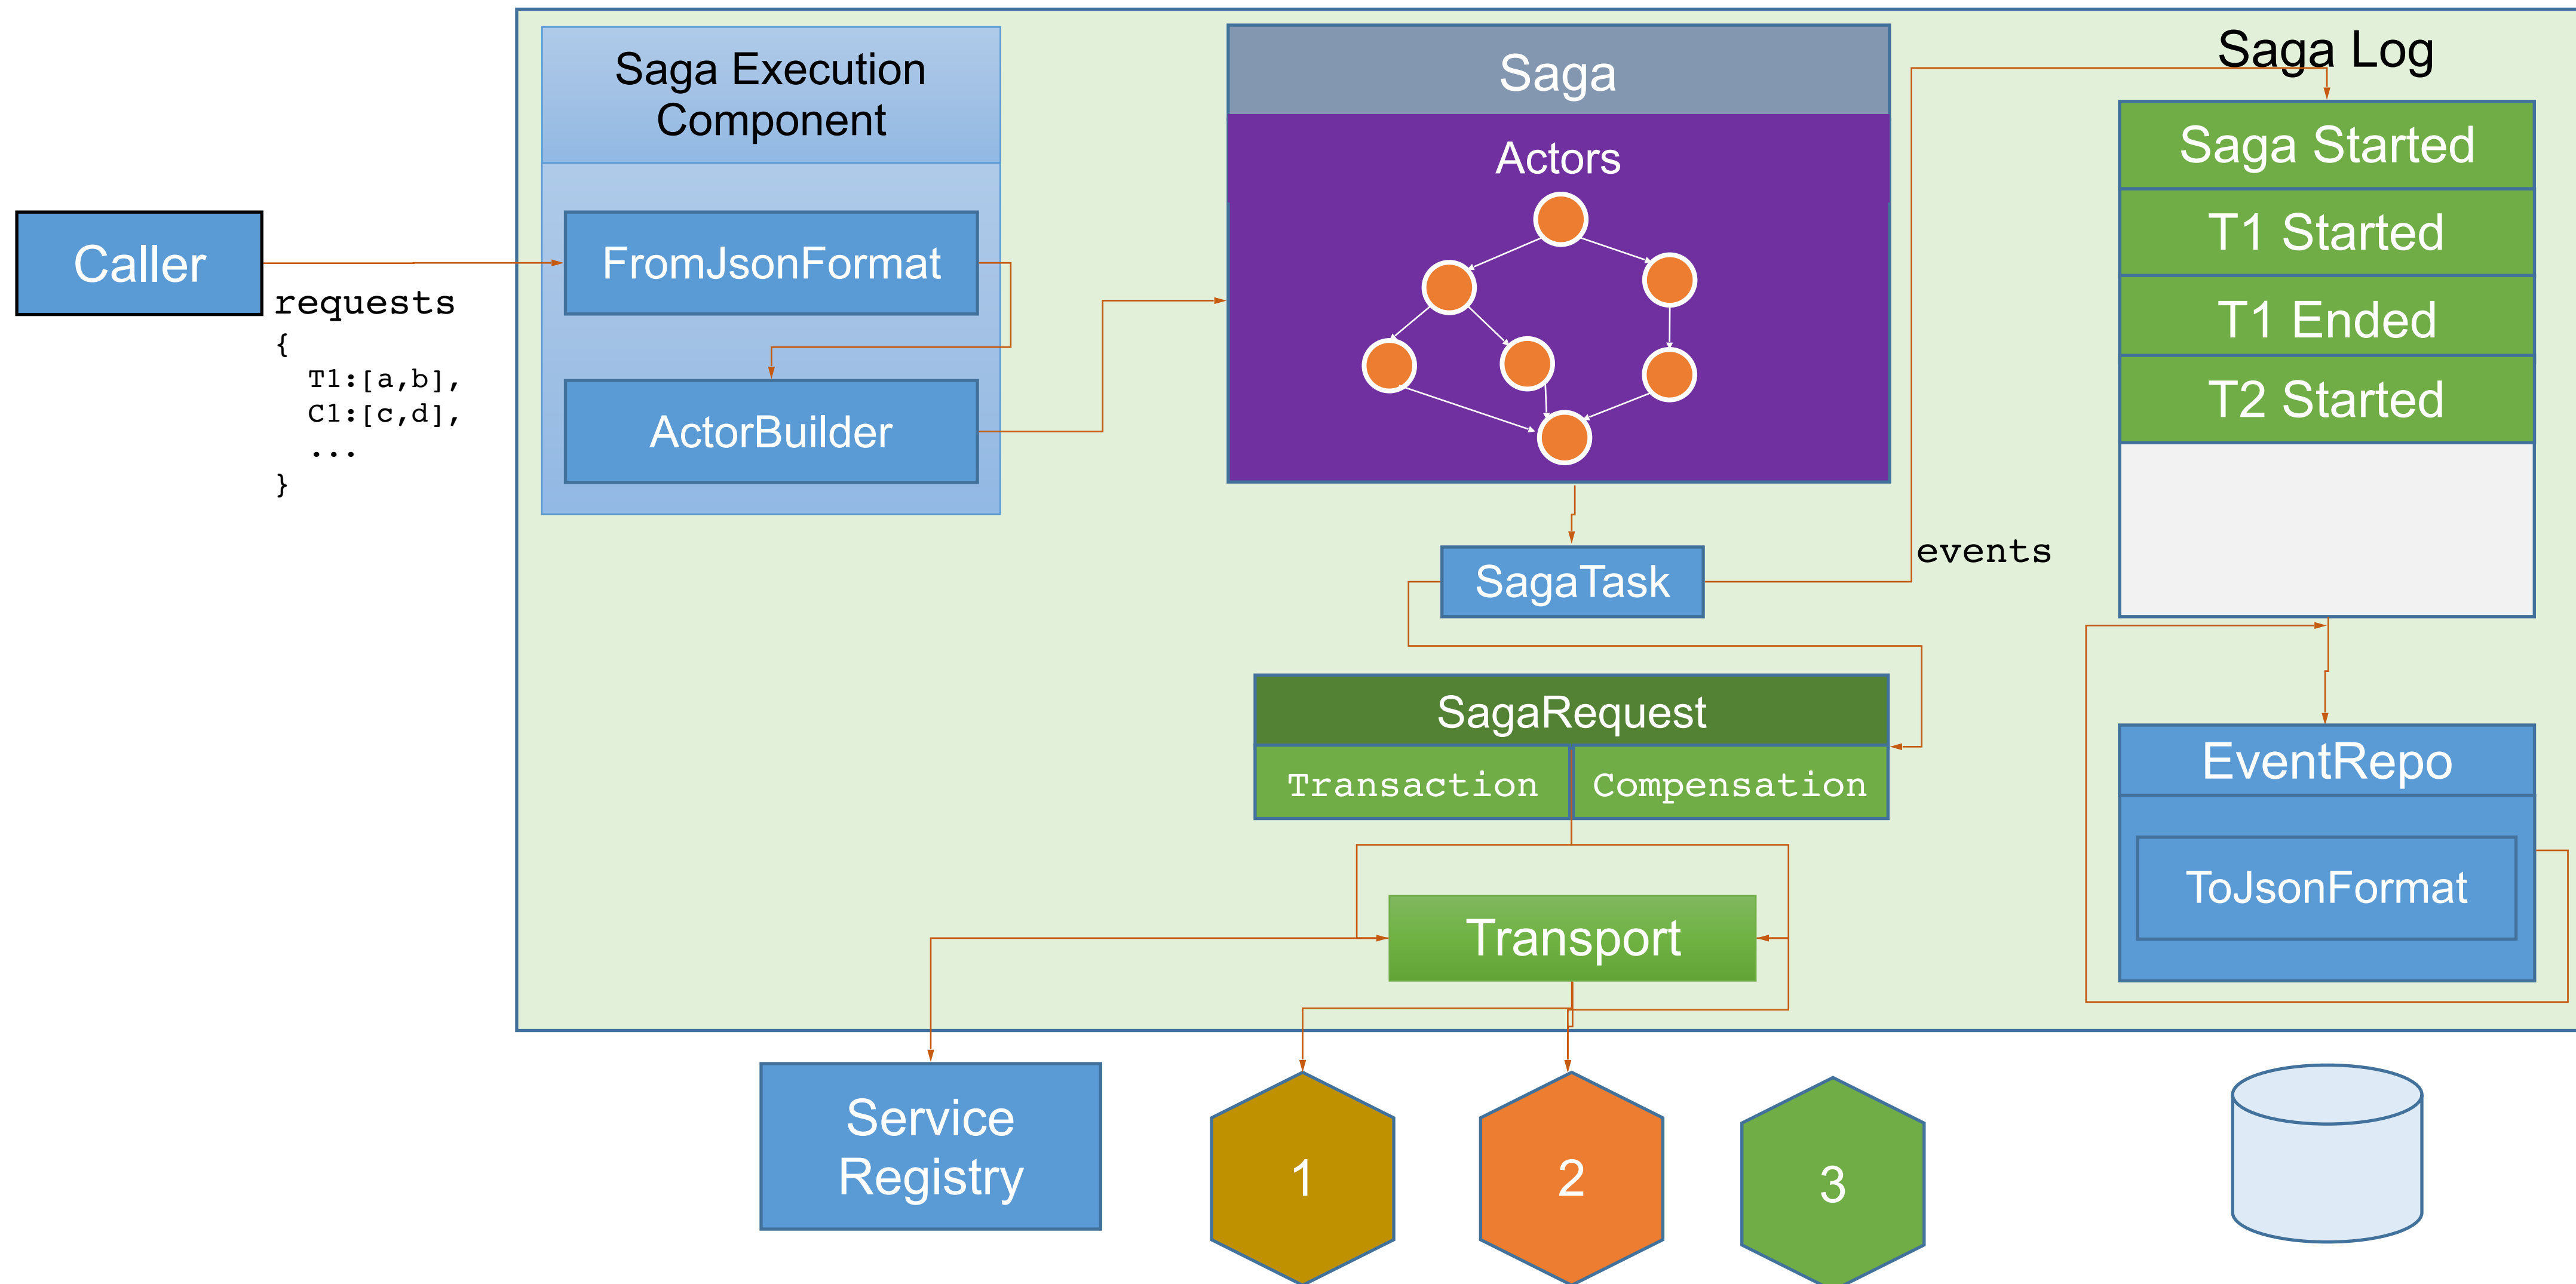 Caller
requests
{
T1:[a,b],
C1:[c,d],
...
}
Saga Execution
Component
FromJsonFormat
ActorBuilder
Saga
Actors
SagaTask
events
SagaRequest
Transaction
Compensation
Transport
Saga Log
Saga Started
T1 Started
T1 Ended
T2 Started
EventRepo
ToJsonFormat
Service
Registry
1
2
3